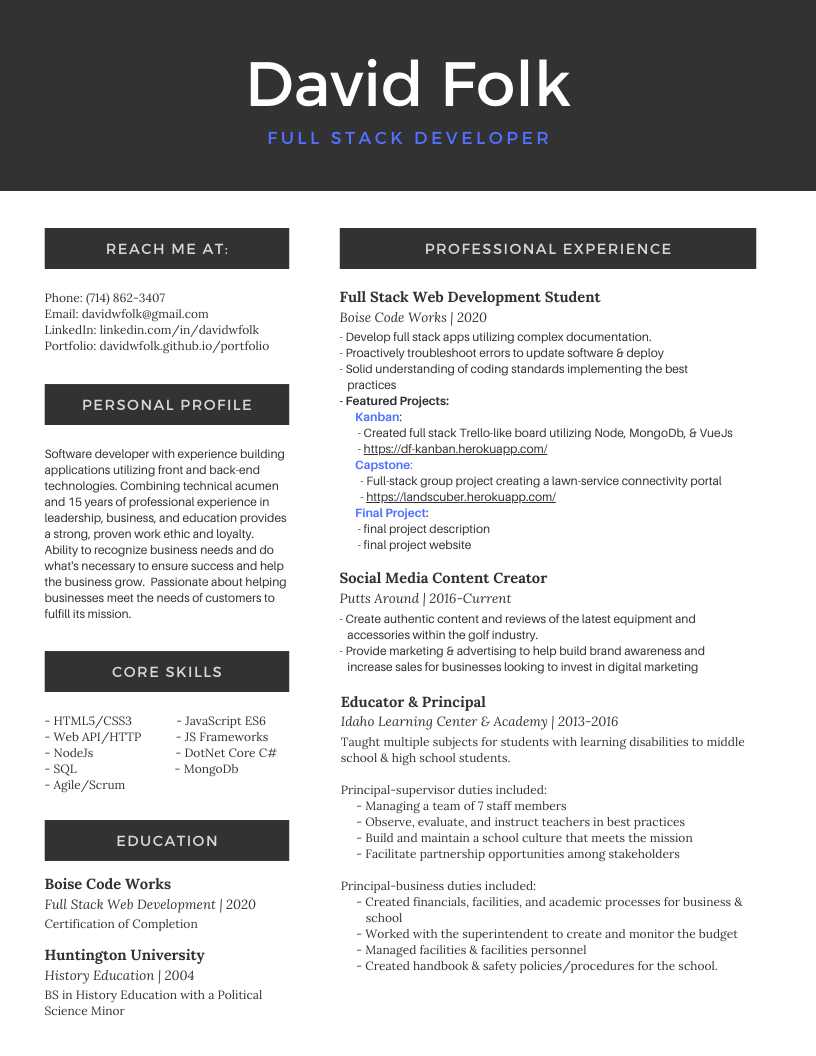 David Folk
FULL STACK DEVELOPER
REACH ME AT:
Phone: (714) 862-3407
Email: davidwfolk@gmail.com
LinkedIn: linkedin.com/in/davidwfolk
Portfolio: davidwfolk.github.io/portfolio
PERSONAL PROFILE
Software developer with experience building
applications utilizing front and back-end
technologies. Combining technical acumen
and 15 years of professional experience in
leadership, business, and education provides
a strong, proven work ethic and loyalty.
Ability to recognize business needs and do
what's necessary to ensure success and help
the business grow.  Passionate about helping
businesses meet the needs of customers to
fulfill its mission.
CORE SKILLS
- HTML5/CSS3 - JavaScript ES6
- Web API/HTTP - JS Frameworks
- NodeJs - DotNet Core C#
- SQL - MongoDb
- Agile/Scrum
EDUCATION
Boise Code Works
Full Stack Web Development | 2020
Certification of Completion
Huntington University
History Education | 2004
BS in History Education with a Political
Science Minor
PROFESSIONAL EXPERIENCE
Full Stack Web Development Student
Boise Code Works | 2020
- Develop full stack apps utilizing complex documentation.
- Proactively troubleshoot errors to update software & deploy
- Solid understanding of coding standards implementing the best
practices
- Featured Projects:
Kanban:
- Created full stack Trello-like board utilizing Node, MongoDb, & VueJs
- https://df-kanban.herokuapp.com/
Capstone:
- Full-stack group project creating a lawn-service connectivity portal
- https://landscuber.herokuapp.com/
Final Project:
- final project description
- final project website
Social Media Content Creator
Putts Around | 2016-Current
- Create authentic content and reviews of the latest equipment and
accessories within the golf industry.
- Provide marketing & advertising to help build brand awareness and
increase sales for businesses looking to invest in digital marketing
Educator & Principal
Idaho Learning Center & Academy | 2013-2016
Taught multiple subjects for students with learning disabilities to middle
school & high school students.
Principal-supervisor duties included:
- Managing a team of 7 staff members
- Observe, evaluate, and instruct teachers in best practices
- Build and maintain a school culture that meets the mission
- Facilitate partnership opportunities among stakeholders
Principal-business duties included:
- Created financials, facilities, and academic processes for business &
school
- Worked with the superintendent to create and monitor the budget
- Managed facilities & facilities personnel
- Created handbook & safety policies/procedures for the school.